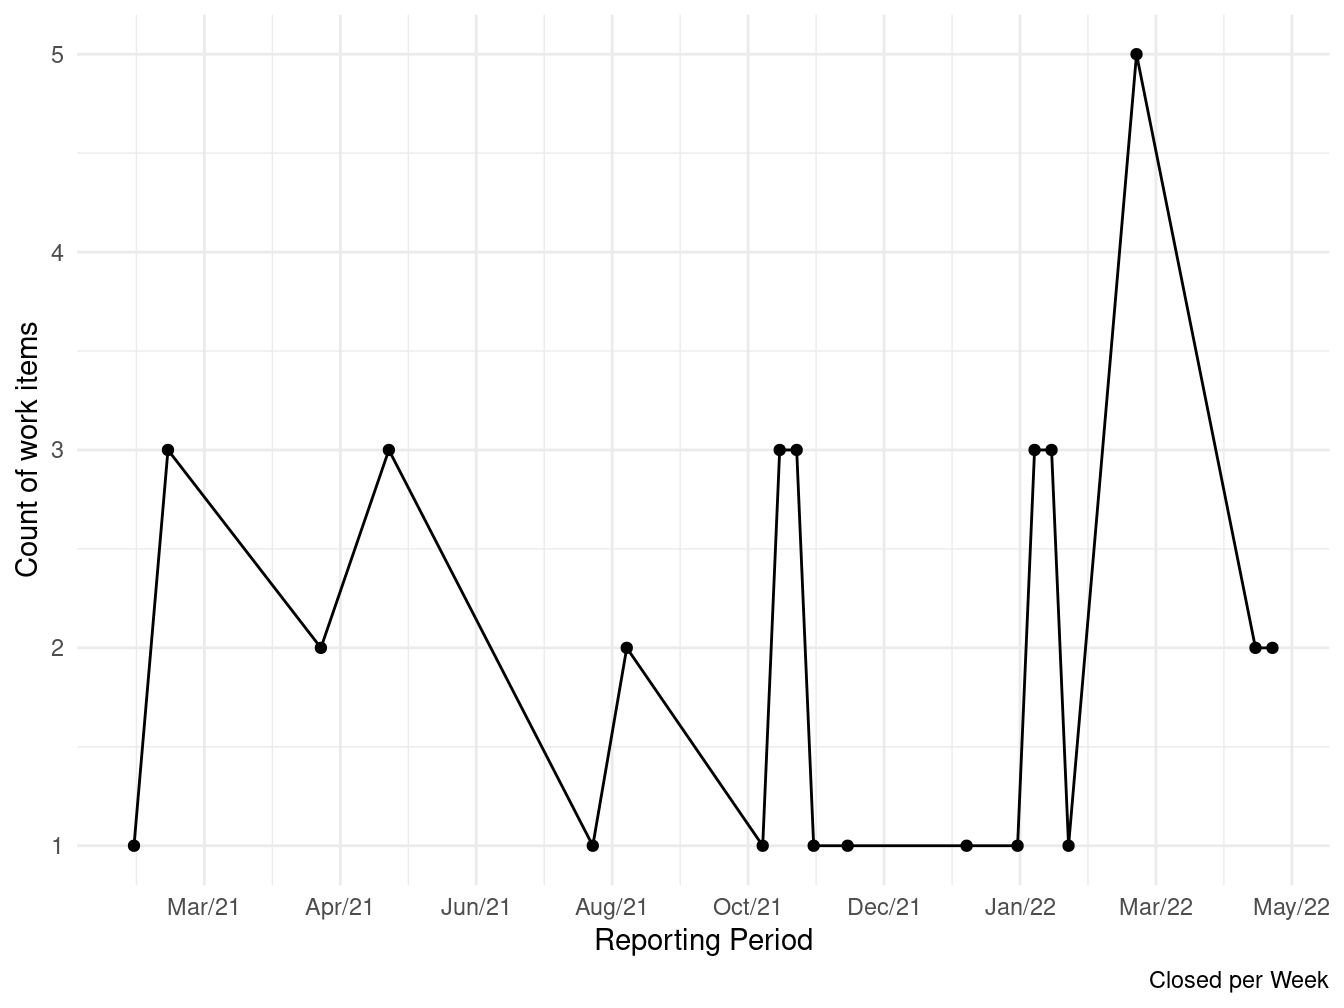 5
4
3
2
1
Count of work items
Mar/21 Apr/21 Jun/21 Aug/21 Oct/21 Dec/21 Jan/22 Mar/22 May/22
Reporting Period
Closed per Week